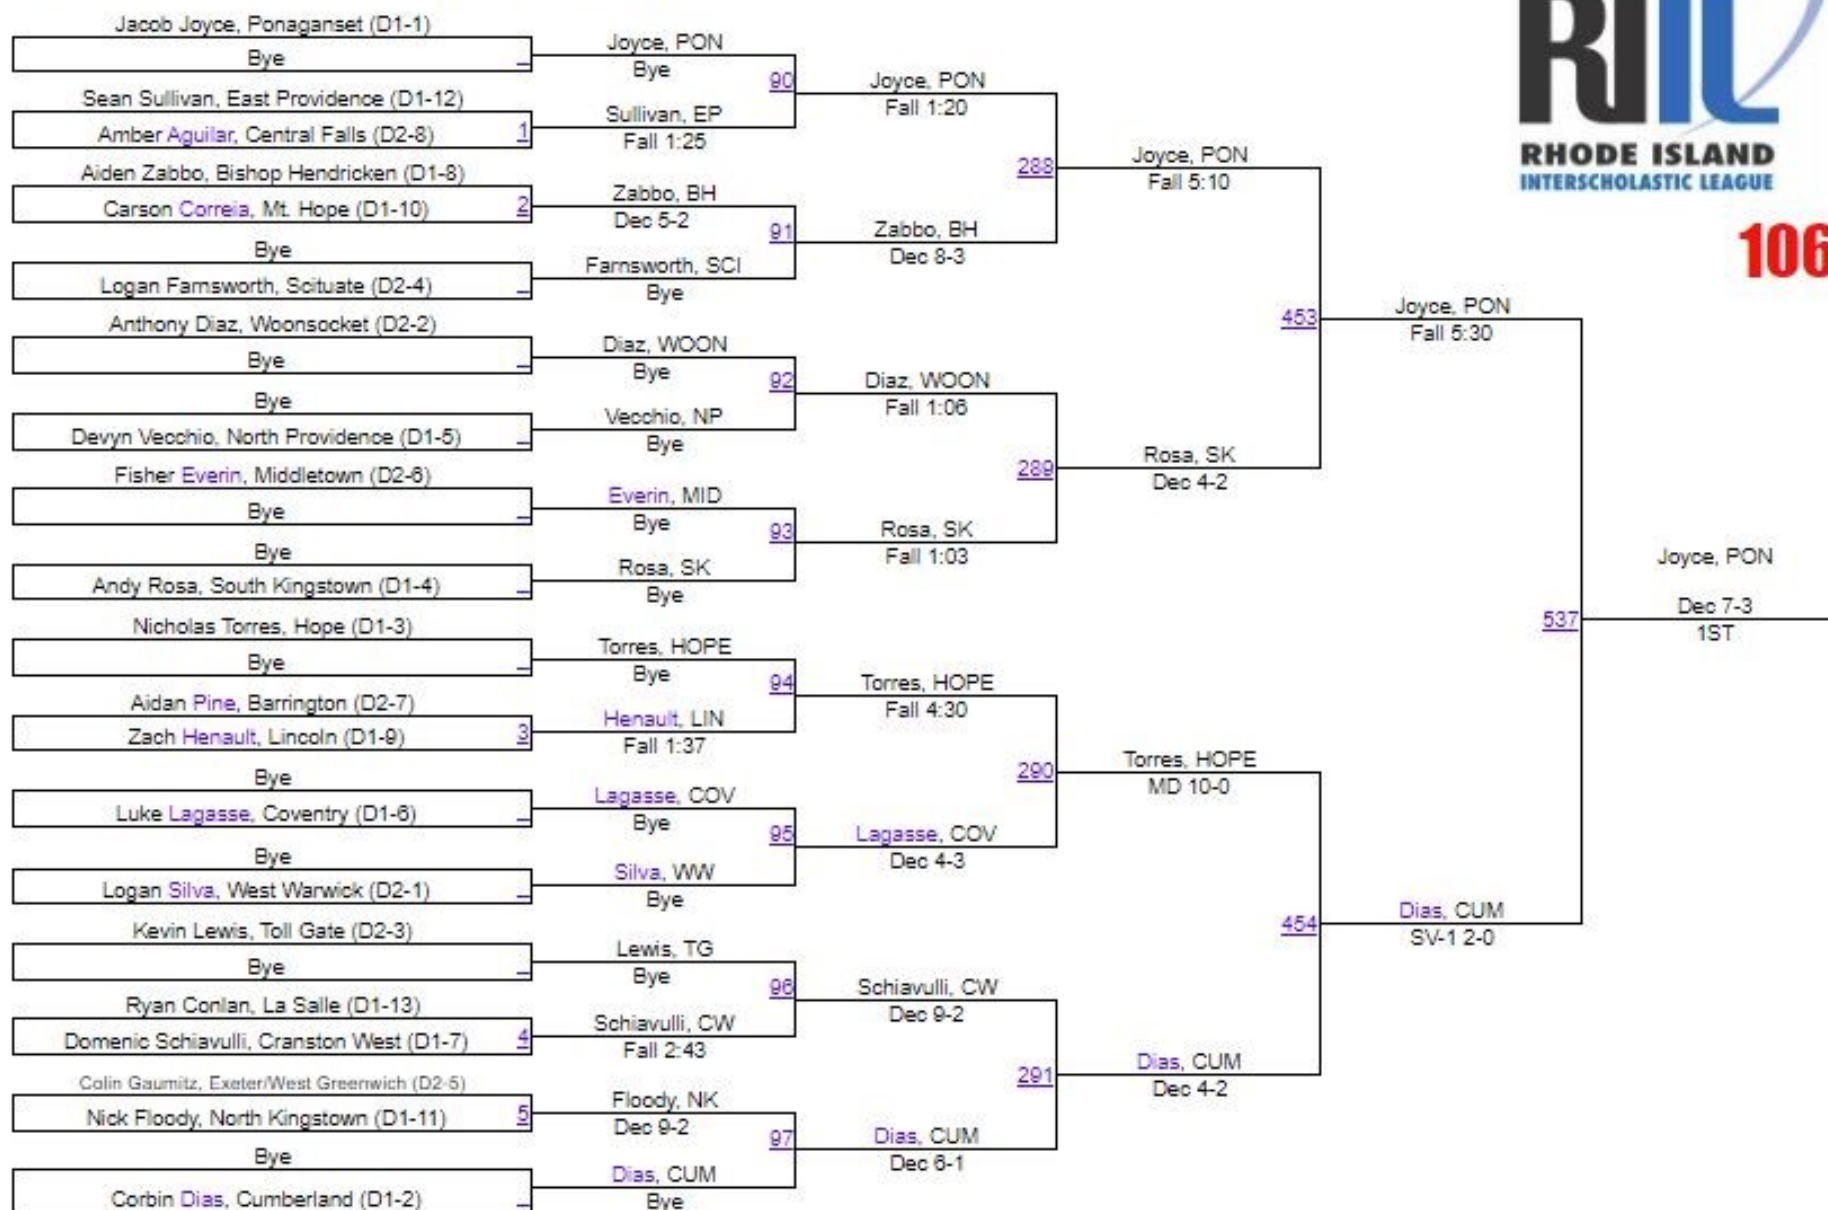 Jacob Joyce, Ponaganset (D1-1)
Bye
Sean Sullivan, East Providence (D1-12)
Amber Aguilar, Central Falls (D2-8)
1
Aiden Zabbo, Bishop Hendricken (D1-8)
Carson Correia, Mt. Hope (D1-10)
2
Bye
Logan Farnsworth, Scituate (D2-4)
Anthony Diaz, Woonsocket (D2-2)
Bye
Bye
Devyn Vecchio, North Providence (D1-5)
Fisher Everin, Middletown (D2-6)
Bye
Bye
Andy Rosa, South Kingstown (D1-4)
Nicholas Torres, Hope (D1-3)
Bye
Aidan Pine, Barrington (D2-7)
Zach Henault, Lincoln (D1-9)
3
Bye
Luke Lagasse, Coventry (D1-6)
Bye
Logan Silva, West Warwick (D2-1)
Kevin Lewis, Toll Gate (D2-3)
Bye
Ryan Conlan, La Salle (D1-13)
Domenic Schiavulli, Cranston West (D1-7)
4
Colin Gaumitz, Exeter/West Greenwich (D2-5)
Nick Floody, North Kingstown (D1-11)
5
Bye
Corbin Dias, Cumberland (D1-2)
Joyce, PON
Bye
90
Sullivan, EP
Fall 1:25
Zabbo, BH
Dec 5-2
91
Farnsworth, SCI
Bye
Diaz, WOON
Bye
92
Vecchio, NP
Bye
Everin, MID
Bye
93
Rosa, SK
Bye
Torres, HOPE
Bye
94
Henault, LIN
Fall 1:37
Lagasse, COV
Bye
95
Silva, WW
Bye
Lewis, TG
Bye
96
Schiavulli, CW
Fall 2:43
Floody, NK
Dec 9-2
97
Dias, CUM
Bye
Joyce, PON
Fall 1:20
288
Zabbo, BH
Dec 8-3
Diaz, WOON
Fall 1:06
289
Rosa, SK
Fall 1:03
Torres, HOPE
Fall 4:30
290
Lagasse, COV
Dec 4-3
Schiavulli, CW
Dec 9-2
291
Dias, CUM
Dec 6-1
Joyce, PON
Fall 5:10
453
Rosa, SK
Dec 4-2
Torres, HOPE
MD 10-0
454
Dias, CUM
Dec 4-2
Joyce, PON
Fall 5:30
537
Dias, CUM
SV-1 2-0
Joyce, PON
Dec 7-3
1ST
RIIL
RHODE ISLAND
INTERSCHOLASTIC LEAGUE
106